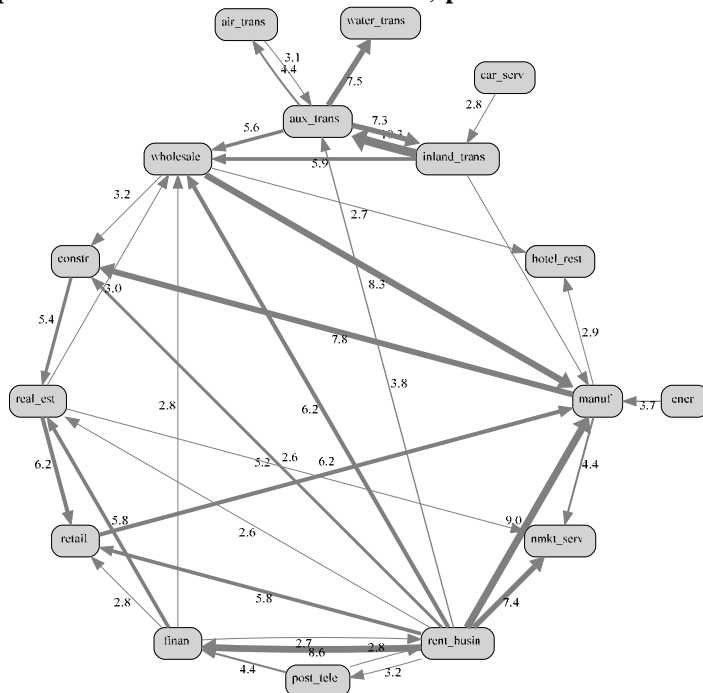 air_trans
water_trans
3.1
4.4
7.5
car_serv
2.8
aux_trans
7.3
5.6
wholesale
5.9
inland_trans
3.2
2.7
constr
hotel_rest
3.0
8.3
5.4
7.8
2.9
real_est
3.8
manuf
ener
3.7
2.8
6.2
6.2
5.2
2.6
6.2
4.4
5.8
9.0
retail
2.6
nmkt_serv
2.8
5.8
7.4
finan
2.7
8.6
2.8
rent_busin
4.4
post_tele
3.2